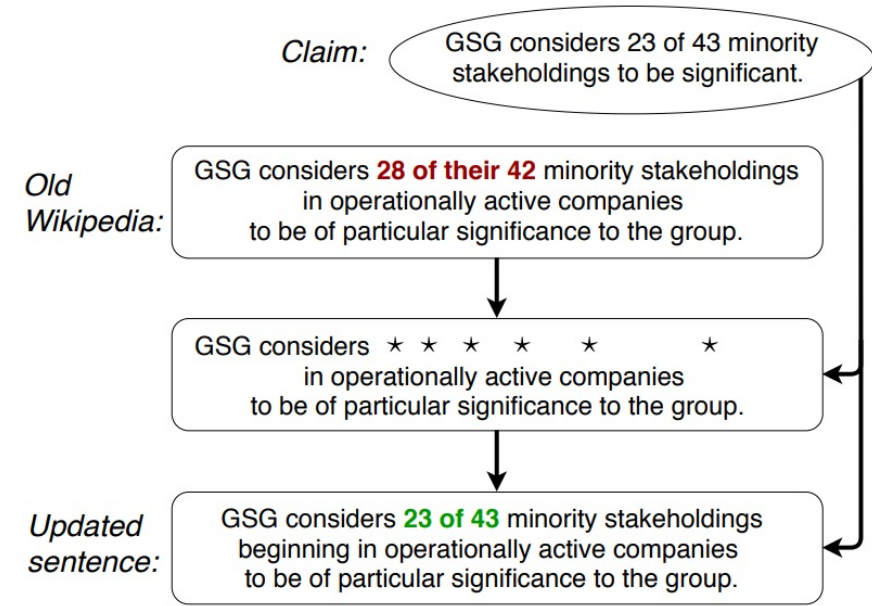 Claim:
GSG considers 23 of 43 minority
stakeholdings to be significant.
Old
Wikipedia:
GSG considers 28 of their 42 minority stakeholdings
in operationally active companies
to be of particular significance to the group.
GSG considers ★ ★ ★ ★ ★ ★
in operationally active companies
to be of particular significance to the group.
Updated
sentence:
GSG considers 23 of 43 minority stakeholdings
beginning in operationally active companies
to be of particular significance to the group.